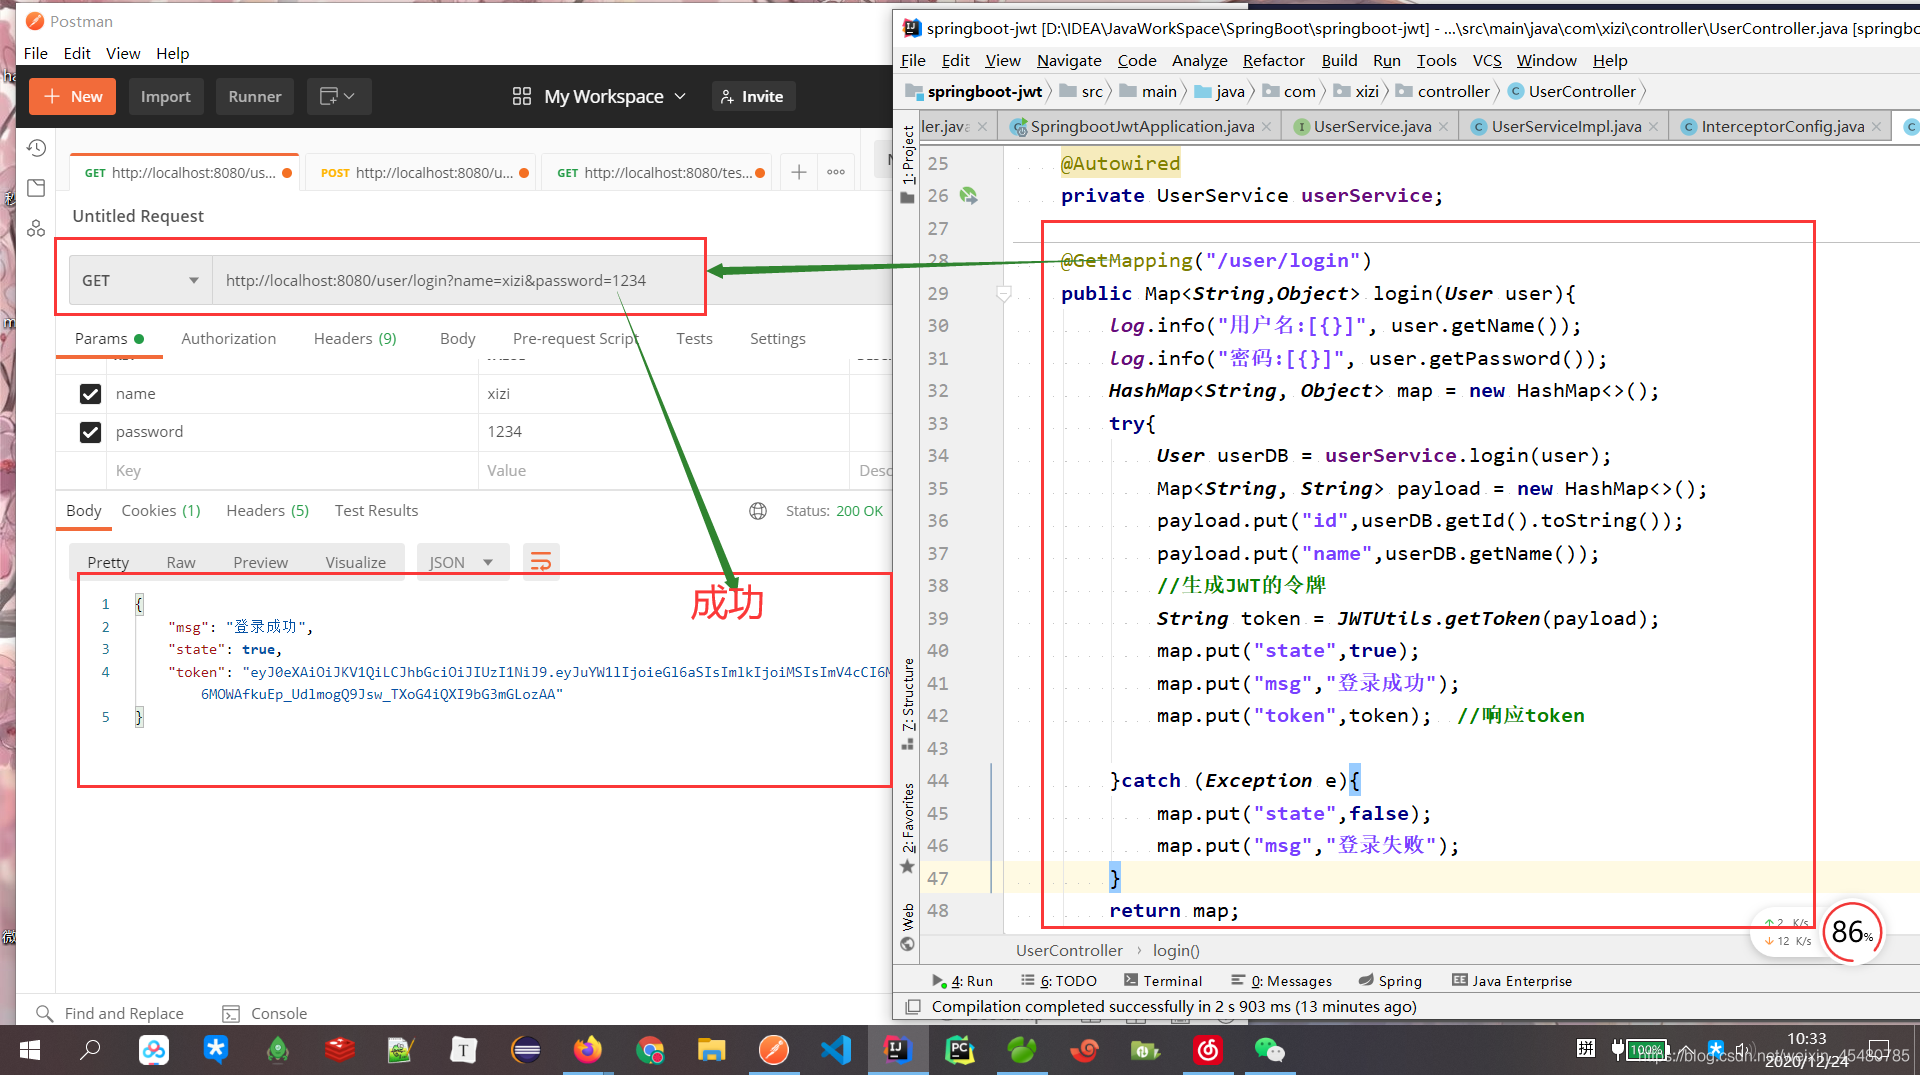 Postman
File Edit View Help
New Import Runner My Workspace Invite
GET http://localhost:8080/us...
POST http://localhost:8080/u...
GET http://localhost:8080/tes...
Untitled Request
GET http://localhost:8080/user/login?name=xizi&password=1234
Params Authorization Headers (9) Body Pre-request Script Tests Settings
name xizi
password 1234
Key Value Desc
Body Cookies (1) Headers (5) Test Results Status: 200 OK
Pretty Raw Preview Visualize JSON
成功
1 {
2 "msg": "登录成功",
3 "state": true,
4 "token": "eyJ0eXAiOiJKV1QiLCJhbGciOiJIUzI1NiJ9.eyJuYW1lIjoieGl6aSIsImlkIjoiMSIsImV4cCI6M
6MOWAfkuEp_UdlmogQ9Jsw_TXoG4iQXI9bG3mGLozAA"
5 }
Find and Replace Console
springboot-jwt [D:\IDEA\JavaWorkSpace\SpringBoot\springboot-jwt] - ...\src\main\java\com\xizi\controller\UserController.java [springbo
File Edit View Navigate Code Analyze Refactor Build Run Tools VCS Window Help
springboot-jwt src main java com xizi controller UserController
ler.java SpringbootJwtApplication.java UserService.java UserServiceImpl.java InterceptorConfig.java
1: Project
7: Structure
2: Favorites
Web
25 @Autowired
26 private UserService userService;
27
28 @GetMapping("/user/login")
29 public Map<String,Object> login(User user){
30 log.info("用户名:[{}]", user.getName());
31 log.info("密码:[{}]", user.getPassword());
32 HashMap<String, Object> map = new HashMap<>();
33 try{
34 User userDB = userService.login(user);
35 Map<String, String> payload = new HashMap<>();
36 payload.put("id",userDB.getId().toString());
37 payload.put("name",userDB.getName());
38 //生成JWT的令牌
39 String token = JWTUtils.getToken(payload);
40 map.put("state",true);
41 map.put("msg","登录成功");
42 map.put("token",token); //响应token
43
44 }catch (Exception e){
45 map.put("state",false);
46 map.put("msg","登录失败");
47 }
48 return map;
UserController › login()
2 K/s
12 K/s
86%
4: Run 6: TODO Terminal 0: Messages Spring Java Enterprise
Compilation completed successfully in 2 s 903 ms (13 minutes ago)
拼 100% 10:33
2020/12/24
https://blog.csdn.net/weixin_45480785